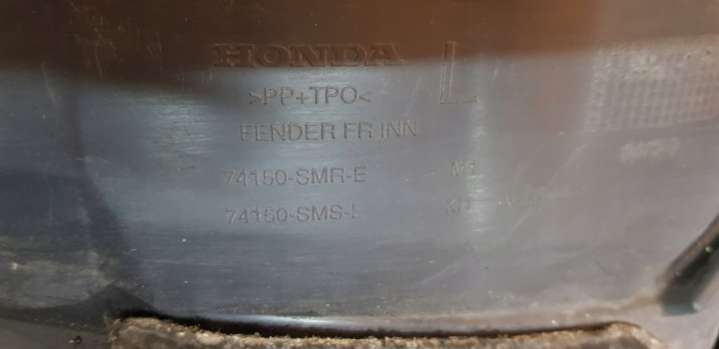 HONDA
L
>PP+TPO<
FENDER FR INN
74150-SMR-E
74150-SMS-